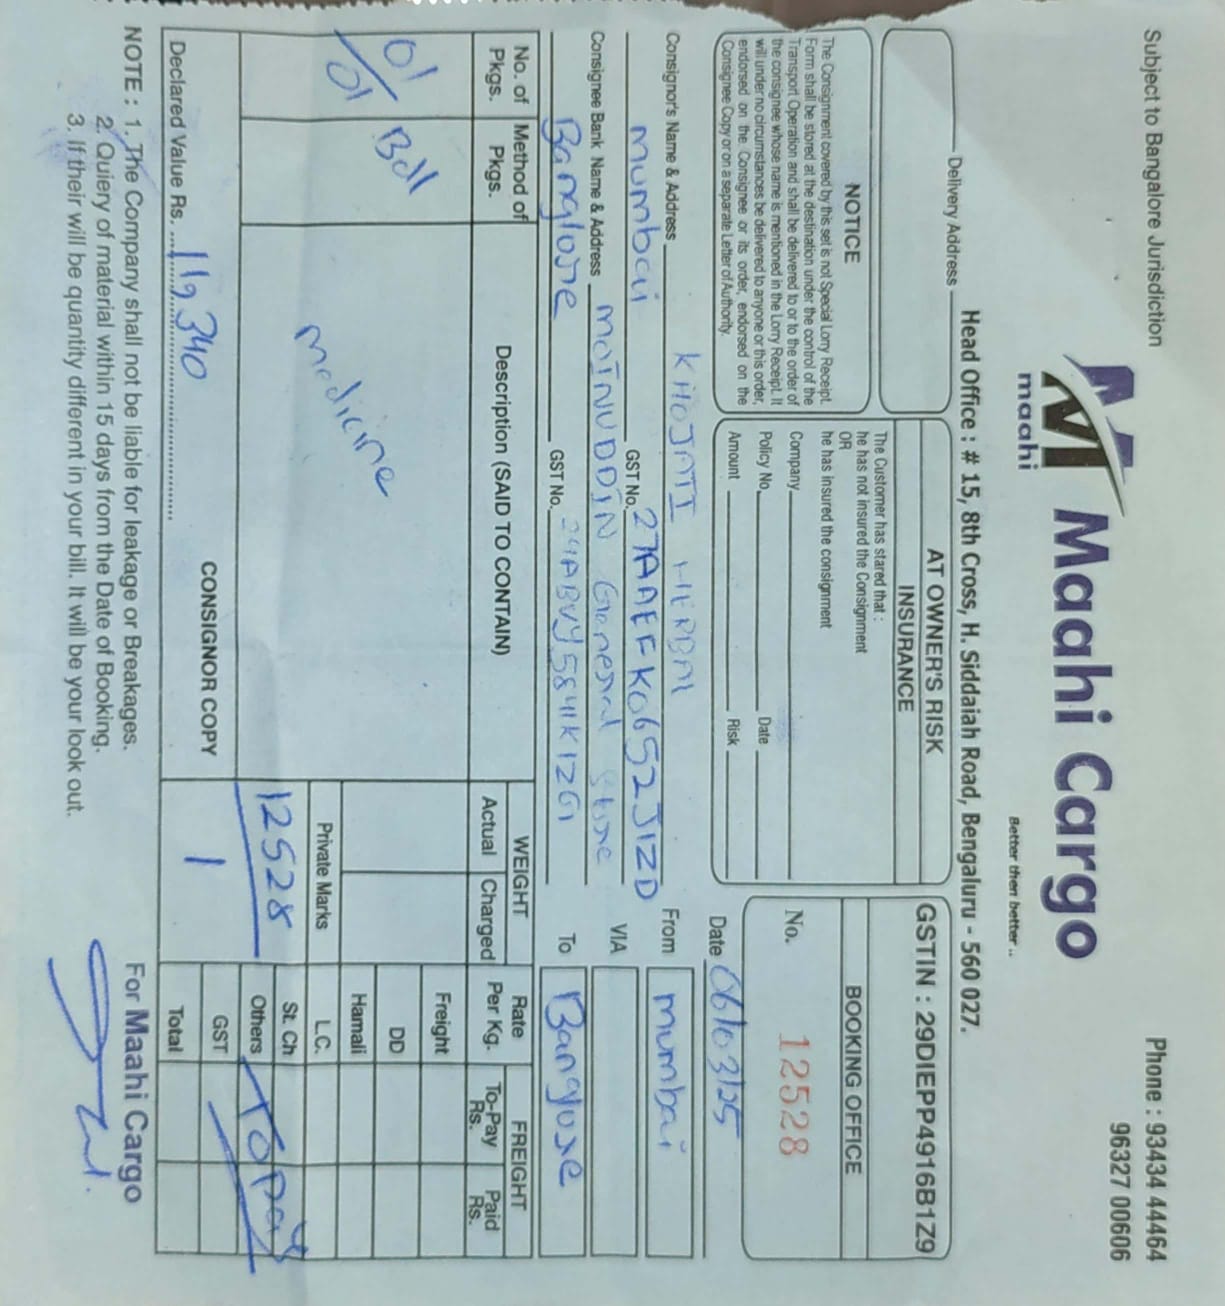 Subject to Bangalore Jurisdiction
Phone : 93434 44464
96327 00606
maahi
Maahi Cargo
Better then better ..
Head Office : # 15, 8th Cross, H. Siddaiah Road, Bengaluru - 560 027.
Delivery Address
AT OWNER'S RISK
INSURANCE
The Customer has stared that :
he has not insured the Consignment
OR
he has insured the consignment
Company
Policy No. Date
Amount Risk
GSTIN : 29DIEPP4916B1Z9
BOOKING OFFICE
No. 12528
NOTICE
The Consignment covered by this set is not Special Lorry Receipt.
Form shall be stored at the destination under the control of the
Transport Operation and shall be delivered to or to the order of
the consignee whose name is mentioned in the Lorry Receipt. It
will under no circumstances be delivered to anyone or this order,
endorsed on the Consignee or its order, endorsed on the
Consignee Copy or on a separate Letter of Authority.
Date 06/03/25
Consignor's Name & Address KHOJATI HERBAL
mumbai GST No. 27AAEFK0652J1ZD
From mumbai
VIA
Consignee Bank Name & Address MOINUDDIN General Store
Banglore GST No.
To Banglore
No. of Pkgs. Method of Pkgs. Description (SAID TO CONTAIN) WEIGHT Actual Charged Rate Per Kg. FREIGHT To-Pay Rs. Paid Rs.
01/01 Bdl medicine
Freight
DD
Hamali
Private Marks L.C.
12528 St. Ch
Others TOPay
GST
Total
Declared Value Rs. 119,340 CONSIGNOR COPY 1
NOTE : 1. The Company shall not be liable for leakage or Breakages.
2. Quiery of material within 15 days from the Date of Booking.
3. If their will be quantity different in your bill. It will be your look out.
For Maahi Cargo